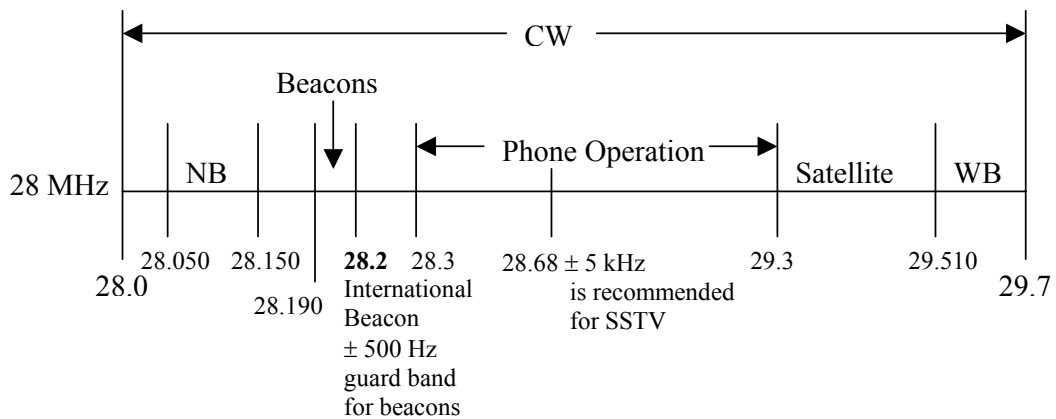 CW
Beacons
Phone Operation
NB
Satellite
WB
28 MHz
28.050
28.150
28.2
28.3
28.68 ± 5 kHz
29.3
29.510
28.0
28.190
International
Beacon
± 500 Hz
guard band
for beacons
is recommended
for SSTV
29.7